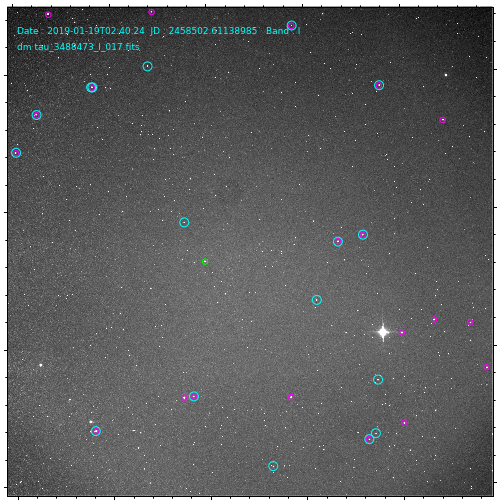 Date : 2019-01-19T02:40:24 JD : 2458502.61138985 Band : I
dm tau_3488473_I_017.fits